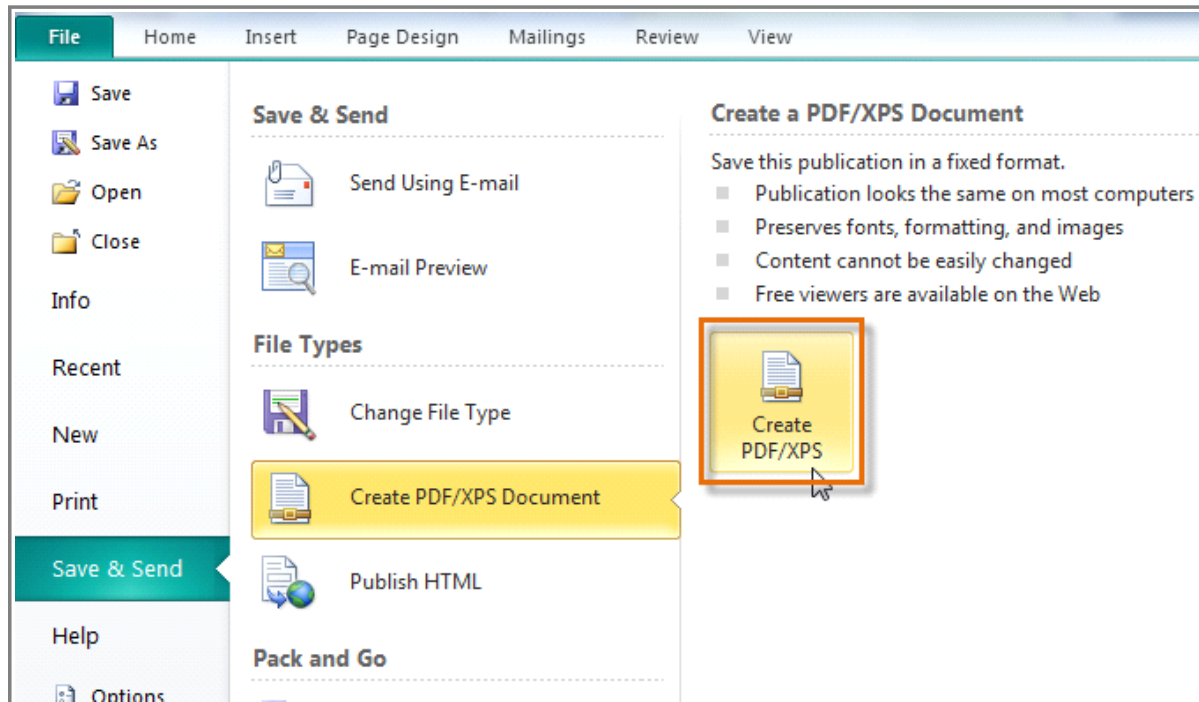 File Home Insert Page Design Mailings Review View
Save
Save As
Open
Close
Info
Recent
New
Print
Save & Send
Help
Options
Save & Send
Send Using E-mail
E-mail Preview
File Types
Change File Type
Create PDF/XPS Document
Publish HTML
Pack and Go
Create a PDF/XPS Document
Save this publication in a fixed format.
Publication looks the same on most computers
Preserves fonts, formatting, and images
Content cannot be easily changed
Free viewers are available on the Web
Create
PDF/XPS